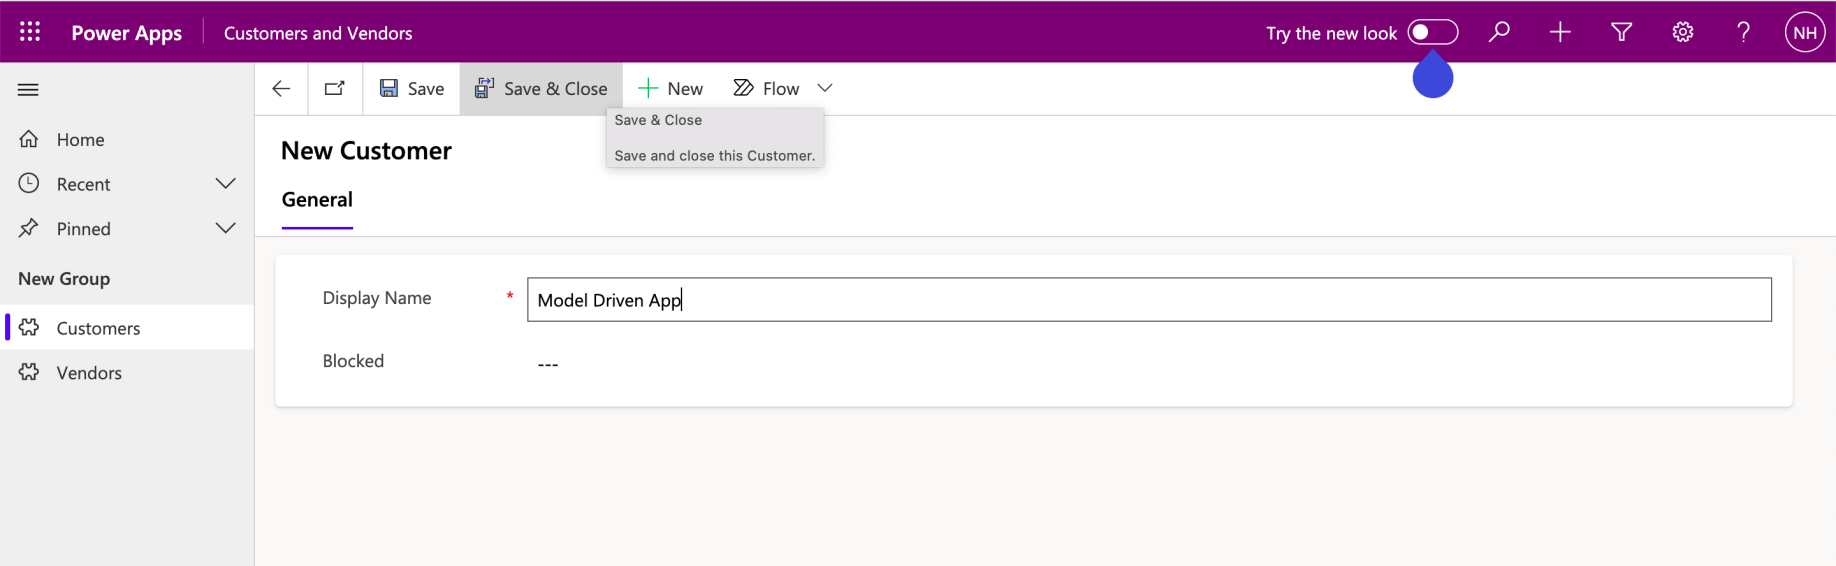 Power Apps Customers and Vendors Try the new look ? NH
Save Save & Close New Flow
Save & Close
Save and close this Customer.
Home
Recent
Pinned
New Group
Customers
Vendors
New Customer
General
Display Name * Model Driven App
Blocked ---